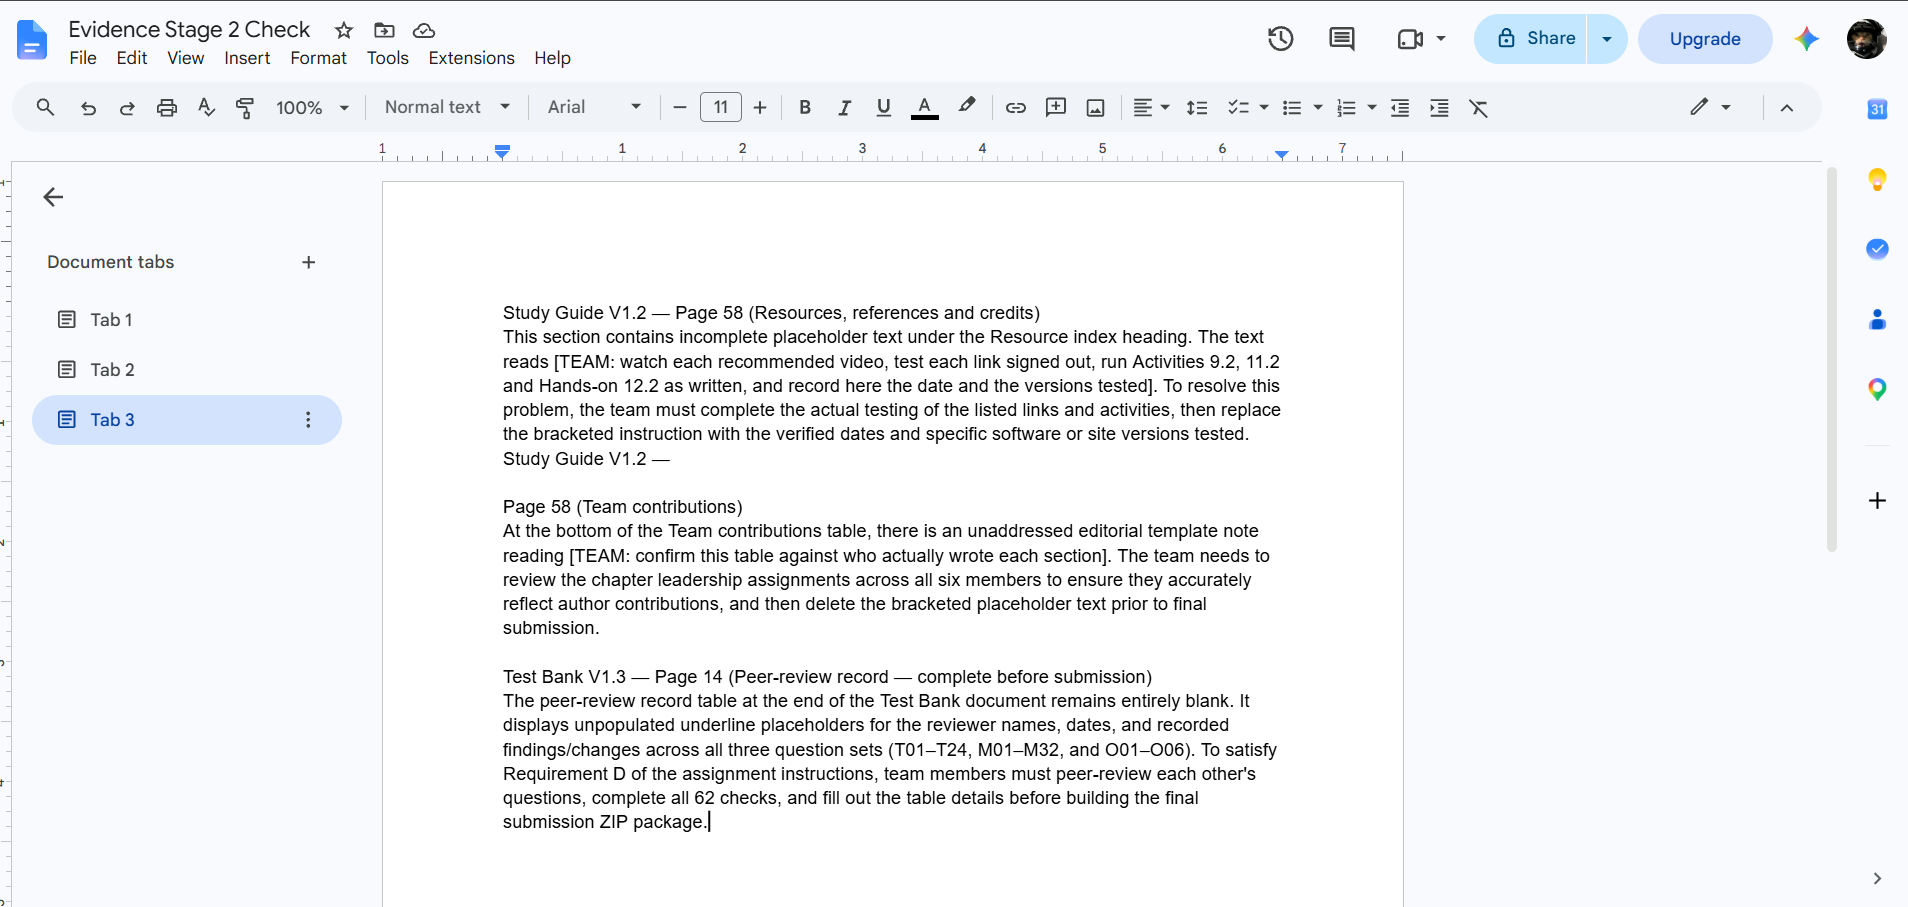 Evidence Stage 2 Check
File Edit View Insert Format Tools Extensions Help
Share
Upgrade
100%
Normal text
Arial
11
31
1 1 2 3 4 5 6 7
Document tabs
Tab 1
Tab 2
Tab 3
Study Guide V1.2 — Page 58 (Resources, references and credits)
This section contains incomplete placeholder text under the Resource index heading. The text
reads [TEAM: watch each recommended video, test each link signed out, run Activities 9.2, 11.2
and Hands-on 12.2 as written, and record here the date and the versions tested]. To resolve this
problem, the team must complete the actual testing of the listed links and activities, then replace
the bracketed instruction with the verified dates and specific software or site versions tested.
Study Guide V1.2 —
Page 58 (Team contributions)
At the bottom of the Team contributions table, there is an unaddressed editorial template note
reading [TEAM: confirm this table against who actually wrote each section]. The team needs to
review the chapter leadership assignments across all six members to ensure they accurately
reflect author contributions, and then delete the bracketed placeholder text prior to final
submission.
Test Bank V1.3 — Page 14 (Peer-review record — complete before submission)
The peer-review record table at the end of the Test Bank document remains entirely blank. It
displays unpopulated underline placeholders for the reviewer names, dates, and recorded
findings/changes across all three question sets (T01–T24, M01–M32, and O01–O06). To satisfy
Requirement D of the assignment instructions, team members must peer-review each other's
questions, complete all 62 checks, and fill out the table details before building the final
submission ZIP package.